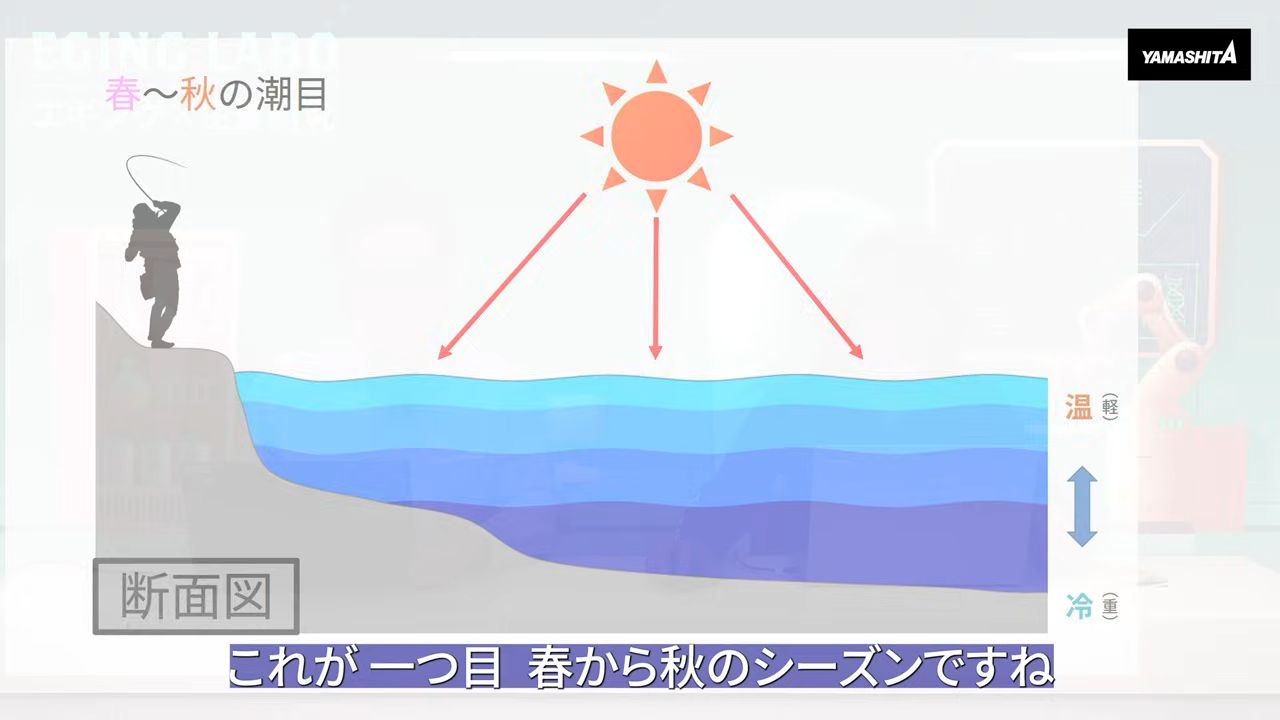 EGING LABO
YAMASHITA
春～秋の潮目
温（軽）
冷（重）
断面図
これが 一つ目 春から秋のシーズンですね